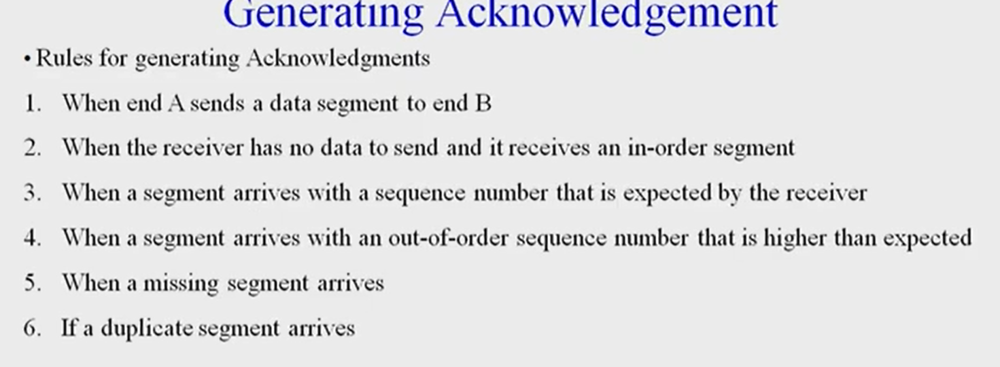 Generating Acknowledgement
• Rules for generating Acknowledgments
1. When end A sends a data segment to end B
2. When the receiver has no data to send and it receives an in-order segment
3. When a segment arrives with a sequence number that is expected by the receiver
4. When a segment arrives with an out-of-order sequence number that is higher than expected
5. When a missing segment arrives
6. If a duplicate segment arrives